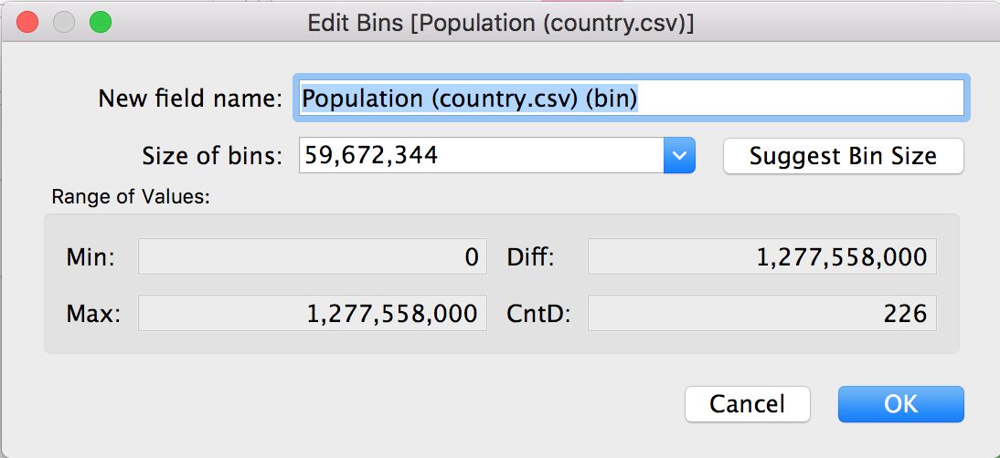 Edit Bins [Population (country.csv)]
New field name: Population (country.csv) (bin)
Size of bins: 59,672,344 Suggest Bin Size
Range of Values:
Min: 0 Diff: 1,277,558,000
Max: 1,277,558,000 CntD: 226
Cancel OK